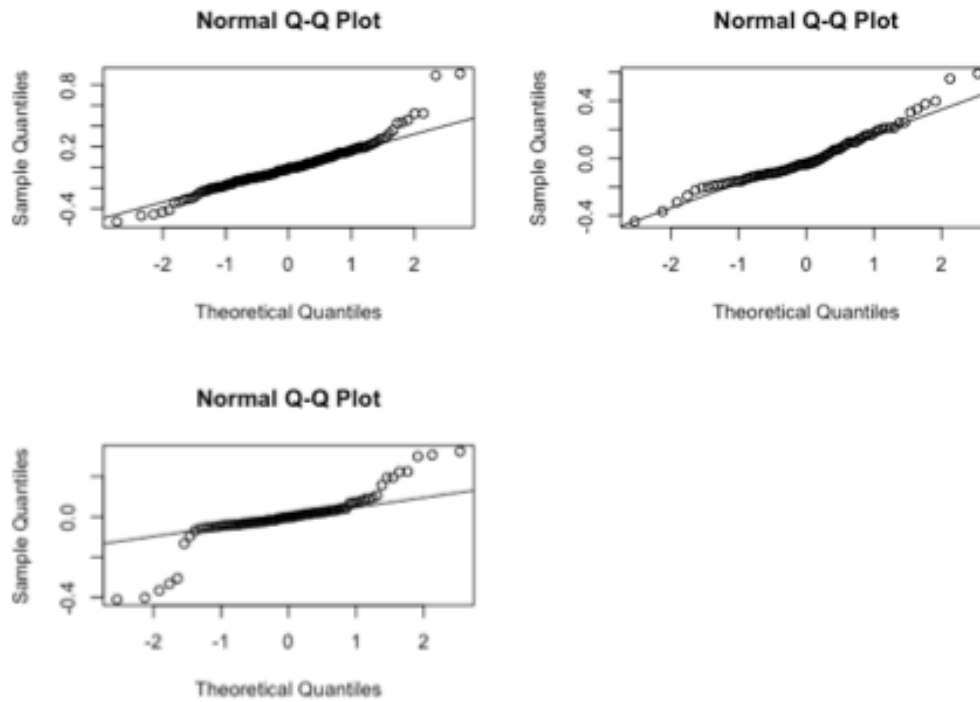 Normal Q-Q Plot
Sample Quantiles
-0.4 0.2 0.8
-2 -1 0 1 2
Theoretical Quantiles
Normal Q-Q Plot
Sample Quantiles
-0.4 0.0 0.4
-2 -1 0 1 2
Theoretical Quantiles
Normal Q-Q Plot
Sample Quantiles
-0.4 0.0
-2 -1 0 1 2
Theoretical Quantiles